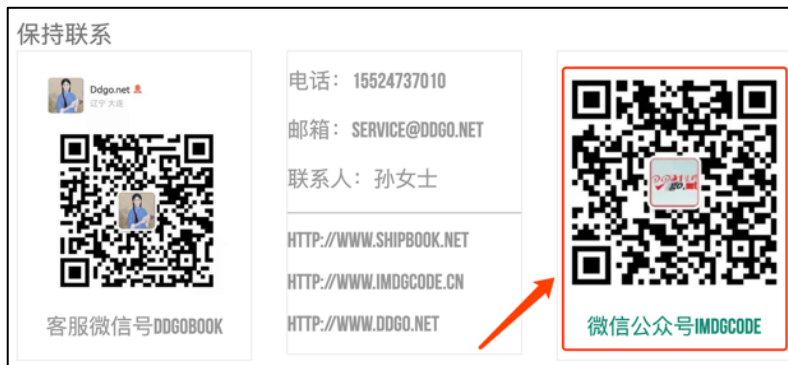 保持联系
Ddgo.net
辽宁 大连
客服微信号DDGOBOOK
电话：15524737010
邮箱：SERVICE@DDGO.NET
联系人：孙女士
HTTP://WWW.SHIPBOOK.NET
HTTP://WWW.IMDGCODE.CN
HTTP://WWW.DDGO.NET
微信公众号IMDGCODE